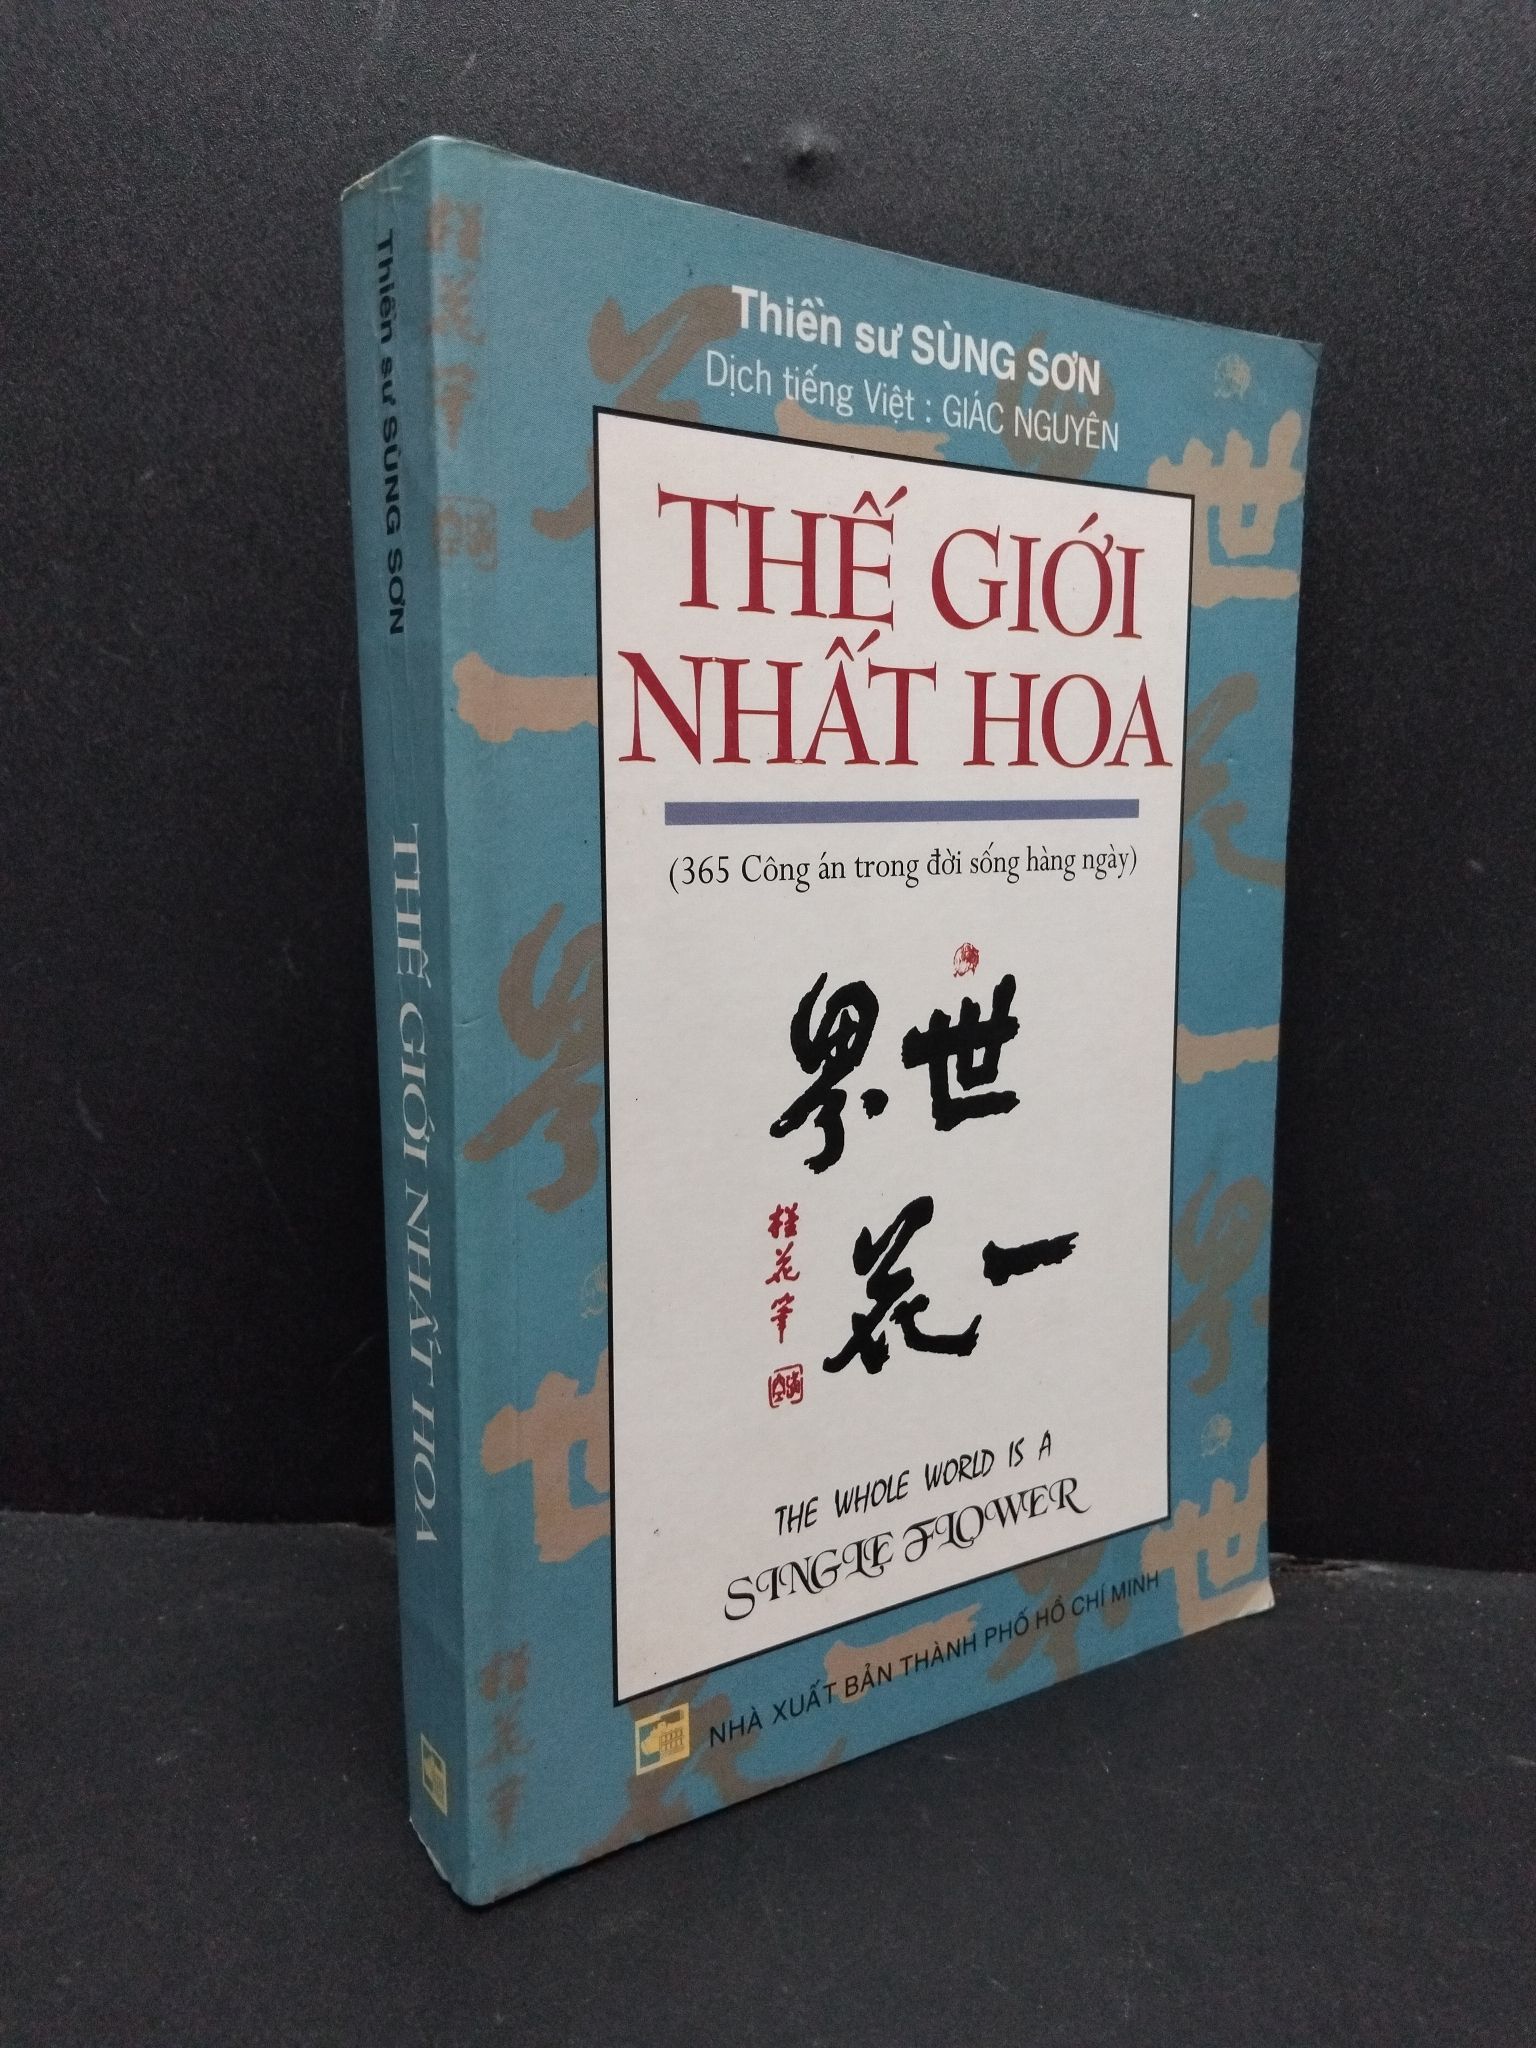 Thiền sư SÙNG SƠN
THẾ GIỚI NHẤT HOA
Thiền sư SÙNG SƠN
Dịch tiếng Việt : GIÁC NGUYÊN
THẾ GIỚI
NHẤT HOA
(365 Công án trong đời sống hàng ngày)
世界
一花
THE WHOLE WORLD IS A
SINGLE FLOWER
NHÀ XUẤT BẢN THÀNH PHỐ HỒ CHÍ MINH